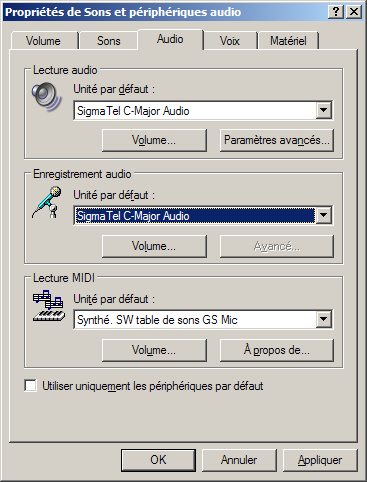 Propriétés de Sons et périphériques audio
Volume Sons Audio Voix Matériel
Lecture audio
Unité par défaut :
SigmaTel C-Major Audio
Volume... Paramètres avancés...
Enregistrement audio
Unité par défaut :
SigmaTel C-Major Audio
Volume... Avancé...
Lecture MIDI
Unité par défaut :
Synthé. SW table de sons GS Mic
Volume... À propos de...
Utiliser uniquement les périphériques par défaut
OK Annuler Appliquer